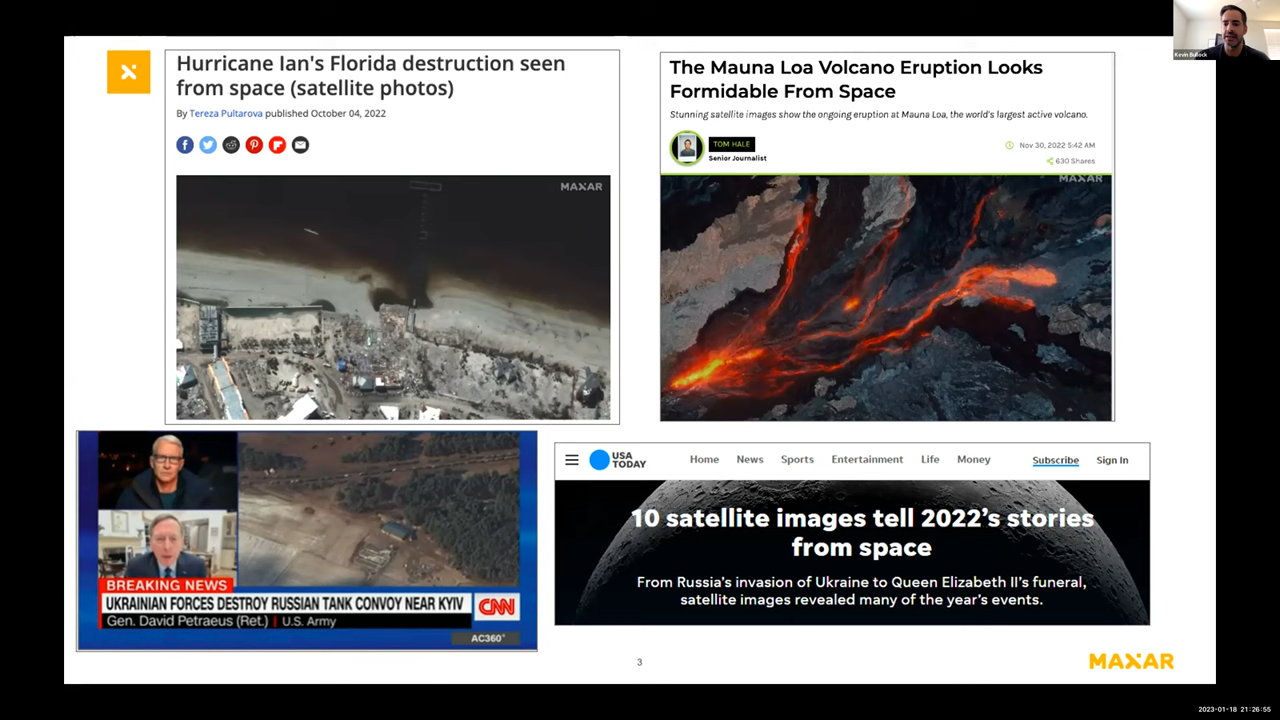 Hurricane Ian's Florida destruction seen
from space (satellite photos)
By Tereza Pultarova published October 04, 2022
MAXAR
The Mauna Loa Volcano Eruption Looks
Formidable From Space
Stunning satellite images show the ongoing eruption at Mauna Loa, the world's largest active volcano.
TOM HALE
Senior Journalist
Nov 30, 2022 5:42 AM
630 Shares
MAXAR
BREAKING NEWS
UKRAINIAN FORCES DESTROY RUSSIAN TANK CONVOY NEAR KYIV
Gen. David Petraeus (Ret.) | U.S. Army
CNN
AC360°
USA
TODAY
Home News Sports Entertainment Life Money Subscribe Sign In
10 satellite images tell 2022's stories
from space
From Russia's invasion of Ukraine to Queen Elizabeth II's funeral,
satellite images revealed many of the year's events.
3
MAXAR
Kevin Bullock
2023-01-18 21:26:55